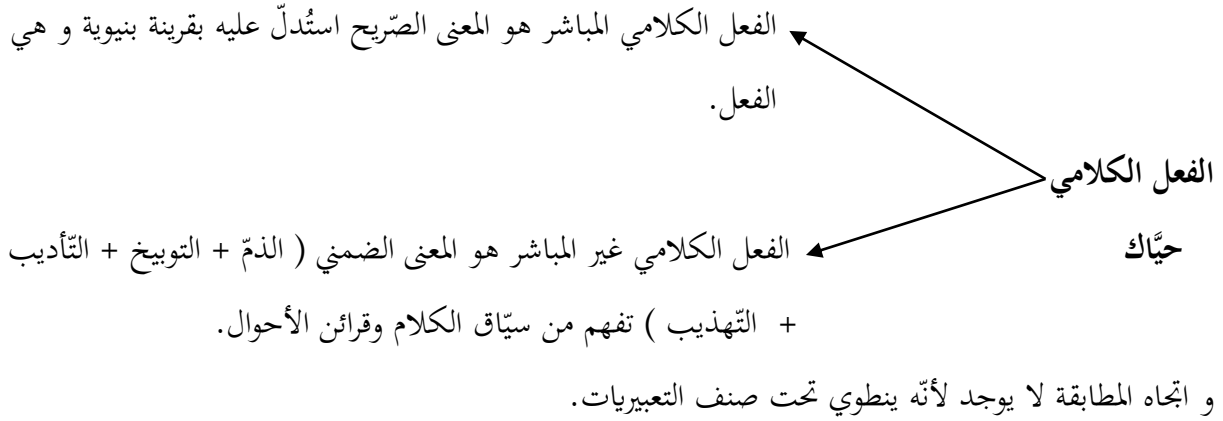 الفعل الكلامي المباشر هو المعنى الصّريح استُدلّ عليه بقرينة بنيوية و هي
الفعل.
الفعل الكلامي
حيَّاك
الفعل الكلامي غير المباشر هو المعنى الضمني ( الذمّ + التوبيخ + التّأديب
+ التّهذيب ) تفهم من سيّاق الكلام وقرائن الأحوال.
و اتجاه المطابقة لا يوجد لأنّه ينطوي تحت صنف التعبيريات.